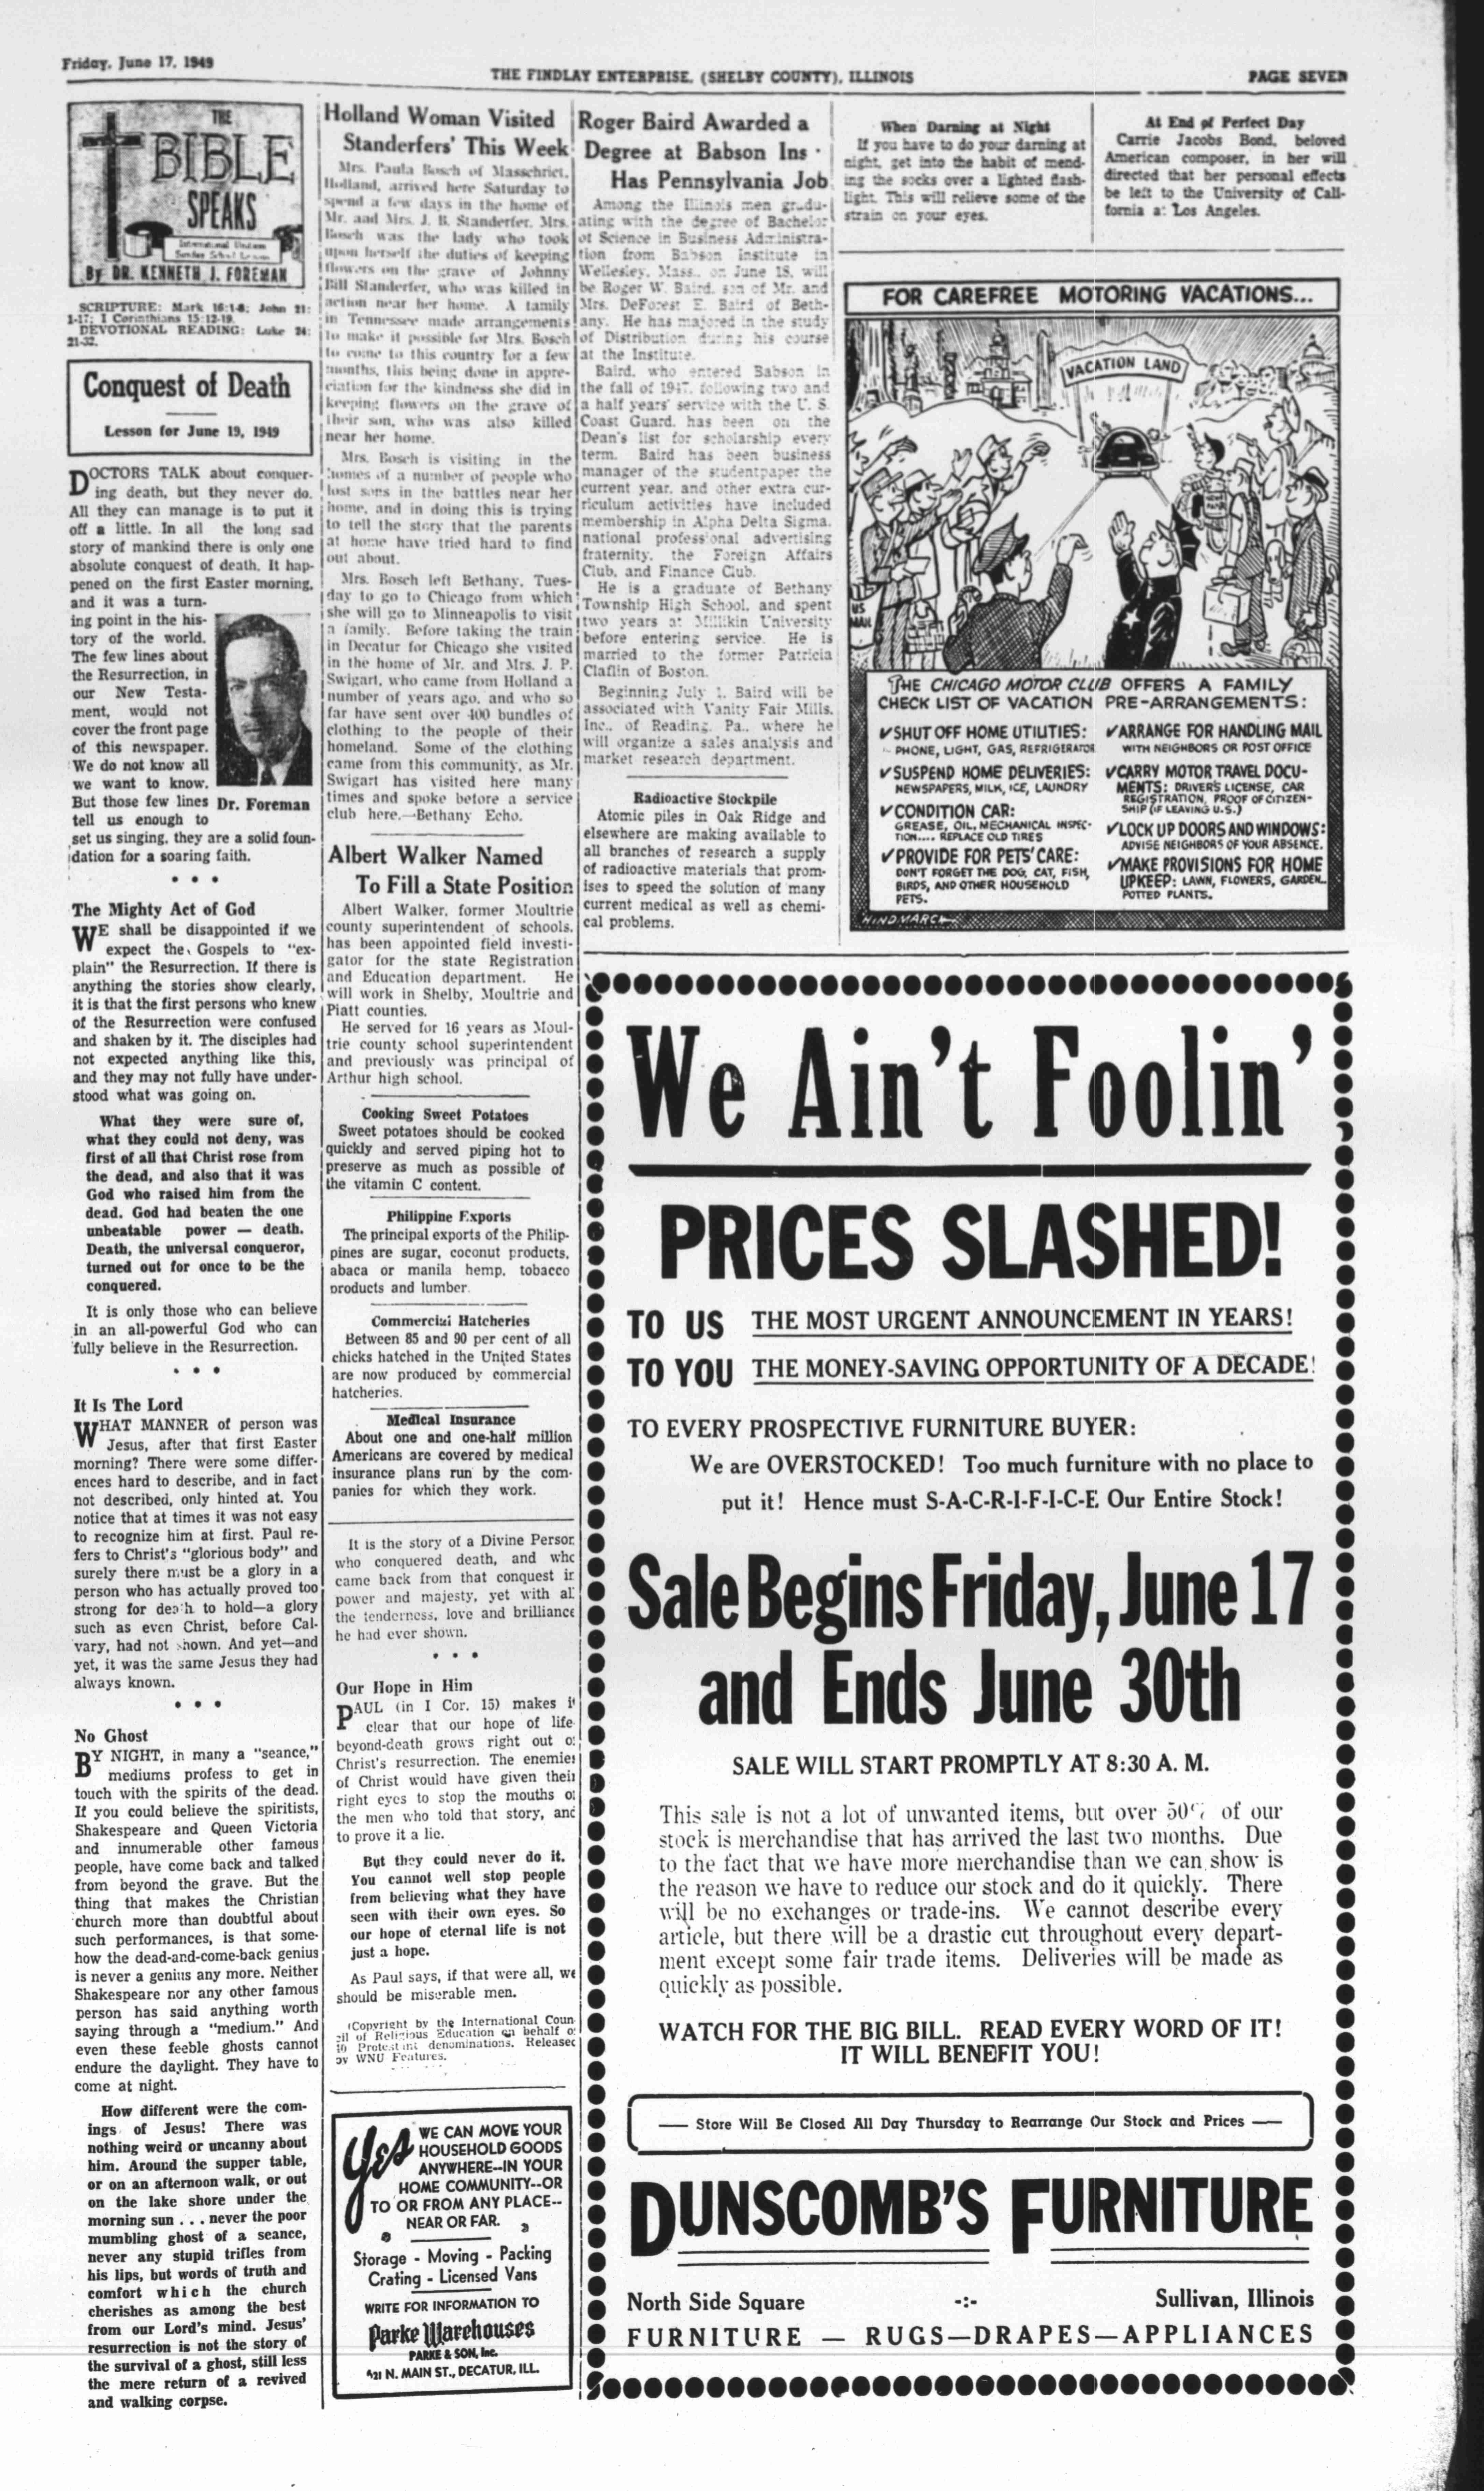 Friday, June 17, 1949
THE FINDLAY ENTERPRISE, (SHELBY COUNTY), ILLINOIS
PAGE SEVEN
THE
BIBLE
SPEAKS
International Uniform
Sunday School Lessons
By DR. KENNETH J. FOREMAN
SCRIPTURE: Mark 16:1-8; John 21:
1-17; I Corinthians 15:12-19.
DEVOTIONAL READING: Luke 24:
21-32.
Conquest of Death
Lesson for June 19, 1949
DOCTORS TALK about conquer-
ing death, but they never do.
All they can manage is to put it
off a little. In all the long sad
story of mankind there is only one
absolute conquest of death. It hap-
pened on the first Easter morning,
and it was a turn-
ing point in the his-
tory of the world.
The few lines about
the Resurrection, in
our New Testa-
ment, would not
cover the front page
of this newspaper.
We do not know all
we want to know.
But those few lines
Dr. Foreman
tell us enough to
set us singing, they are a solid foun-
dation for a soaring faith.
• • •
The Mighty Act of God
WE shall be disappointed if we
expect the Gospels to "ex-
plain" the Resurrection. If there is
anything the stories show clearly,
it is that the first persons who knew
of the Resurrection were confused
and shaken by it. The disciples had
not expected anything like this,
and they may not fully have under-
stood what was going on.
What they were sure of,
what they could not deny, was
first of all that Christ rose from
the dead, and also that it was
God who raised him from the
dead. God had beaten the one
unbeatable power — death.
Death, the universal conqueror,
turned out for once to be the
conquered.
It is only those who can believe
in an all-powerful God who can
fully believe in the Resurrection.
• • •
It Is The Lord
WHAT MANNER of person was
Jesus, after that first Easter
morning? There were some differ-
ences hard to describe, and in fact
not described, only hinted at. You
notice that at times it was not easy
to recognize him at first. Paul re-
fers to Christ's "glorious body" and
surely there must be a glory in a
person who has actually proved too
strong for death to hold—a glory
such as even Christ, before Cal-
vary, had not shown. And yet—and
yet, it was the same Jesus they had
always known.
• • •
No Ghost
BY NIGHT, in many a "seance,"
mediums profess to get in
touch with the spirits of the dead.
If you could believe the spiritists,
Shakespeare and Queen Victoria
and innumerable other famous
people, have come back and talked
from beyond the grave. But the
thing that makes the Christian
church more than doubtful about
such performances, is that some-
how the dead-and-come-back genius
is never a genius any more. Neither
Shakespeare nor any other famous
person has said anything worth
saying through a "medium." And
even these feeble ghosts cannot
endure the daylight. They have to
come at night.
How different were the com-
ings of Jesus! There was
nothing weird or uncanny about
him. Around the supper table,
or on an afternoon walk, or out
on the lake shore under the
morning sun . . . never the poor
mumbling ghost of a seance,
never any stupid trifles from
his lips, but words of truth and
comfort which the church
cherishes as among the best
from our Lord's mind. Jesus'
resurrection is not the story of
the survival of a ghost, still less
the mere return of a revived
and walking corpse.
Holland Woman Visited
Standerfers' This Week
Mrs. Paula Bosch of Masschriet,
Holland, arrived here Saturday to
spend a few days in the home of
Mr. and Mrs. J. B. Standerfer. Mrs.
Bosch was the lady who took
upon herself the duties of keeping
flowers on the grave of Johnny
Bill Standerfer, who was killed in
action near her home. A family
in Tennessee made arrangements
to make it possible for Mrs. Bosch
to come to this country for a few
months, this being done in appre-
ciation for the kindness she did in
keeping flowers on the grave of
their son, who was also killed
near her home.
Mrs. Bosch is visiting in the
homes of a number of people who
lost sons in the battles near her
home, and in doing this is trying
to tell the story that the parents
at home have tried hard to find
out about.
Mrs. Bosch left Bethany, Tues-
day to go to Chicago from which
she will go to Minneapolis to visit
a family. Before taking the train
in Decatur for Chicago she visited
in the home of Mr. and Mrs. J. P.
Swigart, who came from Holland a
number of years ago, and who so
far have sent over 400 bundles of
clothing to the people of their
homeland. Some of the clothing
came from this community, as Mr.
Swigart has visited here many
times and spoke before a service
club here.—Bethany Echo.
Albert Walker Named
To Fill a State Position
Albert Walker, former Moultrie
county superintendent of schools,
has been appointed field investi-
gator for the state Registration
and Education department. He
will work in Shelby, Moultrie and
Piatt counties.
He served for 16 years as Moul-
trie county school superintendent
and previously was principal of
Arthur high school.
Cooking Sweet Potatoes
Sweet potatoes should be cooked
quickly and served piping hot to
preserve as much as possible of
the vitamin C content.
Philippine Exports
The principal exports of the Philip-
pines are sugar, coconut products,
abaca or manila hemp, tobacco
products and lumber.
Commercial Hatcheries
Between 85 and 90 per cent of all
chicks hatched in the United States
are now produced by commercial
hatcheries.
Medical Insurance
About one and one-half million
Americans are covered by medical
insurance plans run by the com-
panies for which they work.
It is the story of a Divine Person
who conquered death, and who
came back from that conquest in
power and majesty, yet with all
the tenderness, love and brilliance
he had ever shown.
• • •
Our Hope in Him
PAUL (in I Cor. 15) makes it
clear that our hope of life-
beyond-death grows right out of
Christ's resurrection. The enemies
of Christ would have given their
right eyes to stop the mouths of
the men who told that story, and
to prove it a lie.
But they could never do it.
You cannot well stop people
from believing what they have
seen with their own eyes. So
our hope of eternal life is not
just a hope.
As Paul says, if that were all, we
should be miserable men.
(Copyright by the International Coun-
cil of Religious Education on behalf of
40 Protestant denominations. Released
by WNU Features.
YES
WE CAN MOVE YOUR
HOUSEHOLD GOODS
ANYWHERE--IN YOUR
HOME COMMUNITY--OR
TO OR FROM ANY PLACE--
NEAR OR FAR.
Storage - Moving - Packing
Crating - Licensed Vans
WRITE FOR INFORMATION TO
Parke Warehouses
PARKE & SON, Inc.
421 N. MAIN ST., DECATUR, ILL.
Roger Baird Awarded a
Degree at Babson Ins -
Has Pennsylvania Job
Among the Illinois men gradu-
ating with the degree of Bachelor
of Science in Business Administra-
tion from Babson Institute in
Wellesley, Mass., on June 18, will
be Roger W. Baird, son of Mr. and
Mrs. DeForest E. Baird of Beth-
any. He has majored in the study
of Distribution during his course
at the Institute.
Baird, who entered Babson in
the fall of 1947, following two and
a half years' service with the U. S.
Coast Guard, has been on the
Dean's list for scholarship every
term. Baird has been business
manager of the studentpaper the
current year, and other extra cur-
riculum activities have included
membership in Alpha Delta Sigma,
national professional advertising
fraternity, the Foreign Affairs
Club, and Finance Club.
He is a graduate of Bethany
Township High School, and spent
two years at Millikin University
before entering service. He is
married to the former Patricia
Claflin of Boston.
Beginning July 1, Baird will be
associated with Vanity Fair Mills,
Inc., of Reading, Pa., where he
will organize a sales analysis and
market research department.
Radioactive Stockpile
Atomic piles in Oak Ridge and
elsewhere are making available to
all branches of research a supply
of radioactive materials that prom-
ises to speed the solution of many
current medical as well as chemi-
cal problems.
When Darning at Night
If you have to do your darning at
night, get into the habit of mend-
ing the socks over a lighted flash-
light. This will relieve some of the
strain on your eyes.
At End of Perfect Day
Carrie Jacobs Bond, beloved
American composer, in her will
directed that her personal effects
be left to the University of Cali-
fornia at Los Angeles.
FOR CAREFREE MOTORING VACATIONS...
VACATION LAND
US
MAIL
THE CHICAGO MOTOR CLUB OFFERS A FAMILY
CHECK LIST OF VACATION PRE-ARRANGEMENTS:
✓SHUT OFF HOME UTILITIES:
PHONE, LIGHT, GAS, REFRIGERATOR
✓SUSPEND HOME DELIVERIES:
NEWSPAPERS, MILK, ICE, LAUNDRY
✓CONDITION CAR:
GREASE, OIL, MECHANICAL INSPEC-
TION.... REPLACE OLD TIRES
✓PROVIDE FOR PETS' CARE:
DON'T FORGET THE DOG, CAT, FISH,
BIRDS, AND OTHER HOUSEHOLD
PETS.
✓ARRANGE FOR HANDLING MAIL
WITH NEIGHBORS OR POST OFFICE
✓CARRY MOTOR TRAVEL DOCU-
MENTS: DRIVER'S LICENSE, CAR
REGISTRATION, PROOF OF CITIZEN-
SHIP (IF LEAVING U.S.)
✓LOCK UP DOORS AND WINDOWS:
ADVISE NEIGHBORS OF YOUR ABSENCE.
✓MAKE PROVISIONS FOR HOME
UPKEEP: LAWN, FLOWERS, GARDEN...
POTTED PLANTS.
HINDMARCH
We Ain't Foolin'
PRICES SLASHED!
TO US THE MOST URGENT ANNOUNCEMENT IN YEARS!
TO YOU THE MONEY-SAVING OPPORTUNITY OF A DECADE!
TO EVERY PROSPECTIVE FURNITURE BUYER:
We are OVERSTOCKED! Too much furniture with no place to
put it! Hence must S-A-C-R-I-F-I-C-E Our Entire Stock!
Sale Begins Friday, June 17
and Ends June 30th
SALE WILL START PROMPTLY AT 8:30 A. M.
This sale is not a lot of unwanted items, but over 50% of our
stock is merchandise that has arrived the last two months. Due
to the fact that we have more merchandise than we can show is
the reason we have to reduce our stock and do it quickly. There
will be no exchanges or trade-ins. We cannot describe every
article, but there will be a drastic cut throughout every depart-
ment except some fair trade items. Deliveries will be made as
quickly as possible.
WATCH FOR THE BIG BILL. READ EVERY WORD OF IT!
IT WILL BENEFIT YOU!
— Store Will Be Closed All Day Thursday to Rearrange Our Stock and Prices —
DUNSCOMB'S FURNITURE
North Side Square -:- Sullivan, Illinois
FURNITURE — RUGS—DRAPES—APPLIANCES